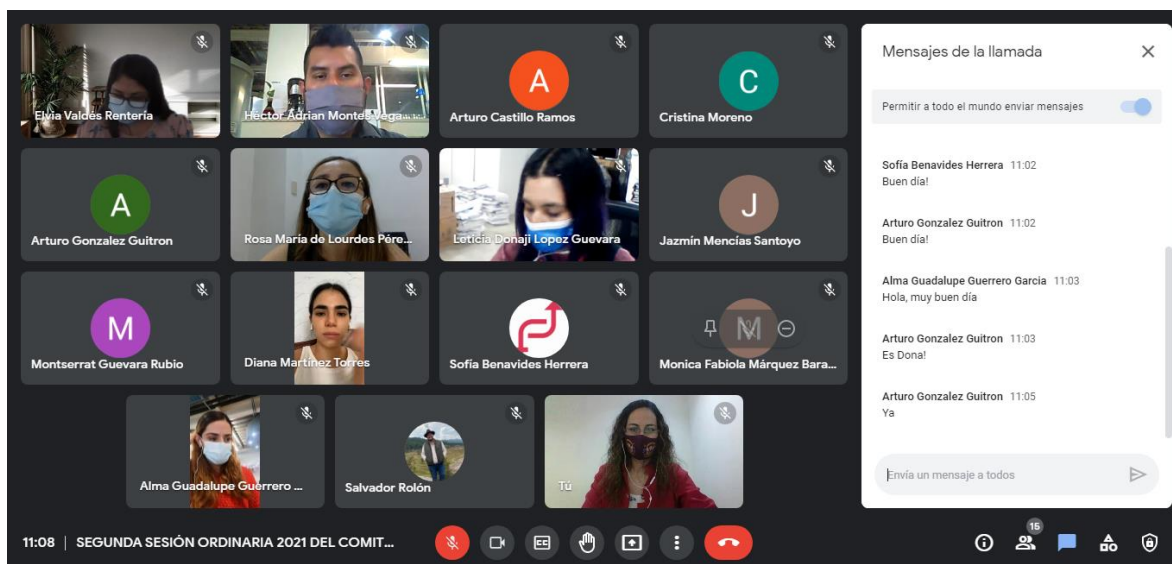 Elvia Valdés Rentería
Héctor Adrian Montes Vega
A
Arturo Castillo Ramos
C
Cristina Moreno
A
Arturo Gonzalez Guitron
Rosa María de Lourdes Pére...
Leticia Donaji Lopez Guevara
J
Jazmín Mencías Santoyo
M
Montserrat Guevara Rubio
Diana Martínez Torres
Sofía Benavides Herrera
M
Monica Fabiola Márquez Bara...
Alma Guadalupe Guerrero ...
Salvador Rolón
Tú
Mensajes de la llamada
Permitir a todo el mundo enviar mensajes
Sofía Benavides Herrera 11:02
Buen día!
Arturo Gonzalez Guitron 11:02
Buen día!
Alma Guadalupe Guerrero Garcia 11:03
Hola, muy buen día
Arturo Gonzalez Guitron 11:03
Es Dona!
Arturo Gonzalez Guitron 11:05
Ya
Envía un mensaje a todos
11:08 | SEGUNDA SESIÓN ORDINARIA 2021 DEL COMIT...
CC
15